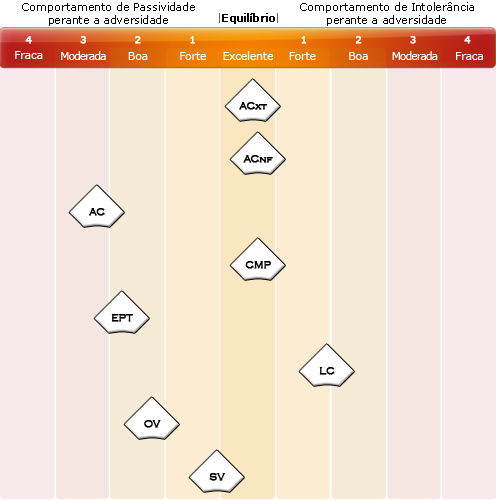 Comportamento de Passividade
perante a adversidade
|Equilíbrio|
Comportamento de Intolerância
perante a adversidade
4 3 2 1 1 2 3 4
Fraca Moderada Boa Forte Excelente Forte Boa Moderada Fraca
ACXT
ACNF
AC
CMP
EPT
LC
OV
SV